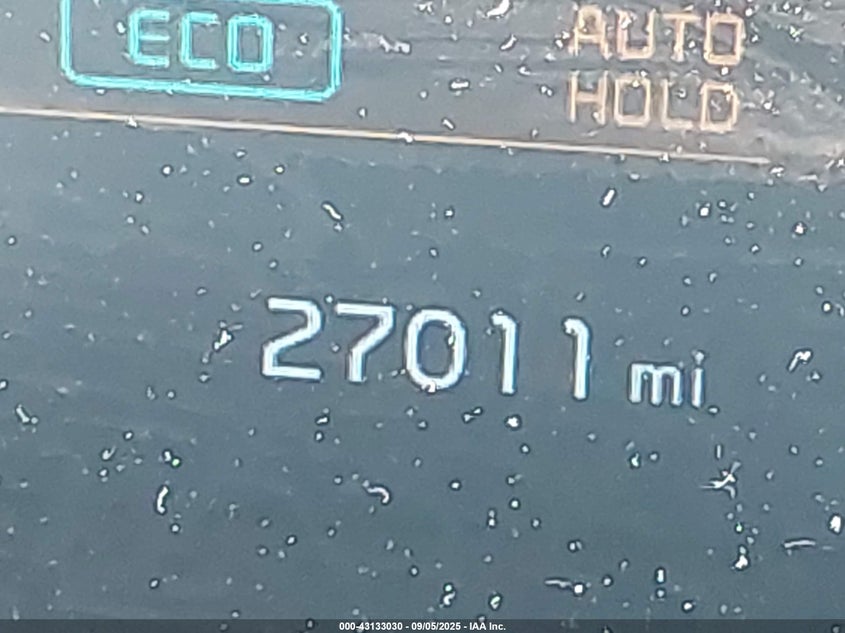 ECO
AUTO
HOLD
27011 mi
000-43133030 - 09/05/2025 - IAA Inc.